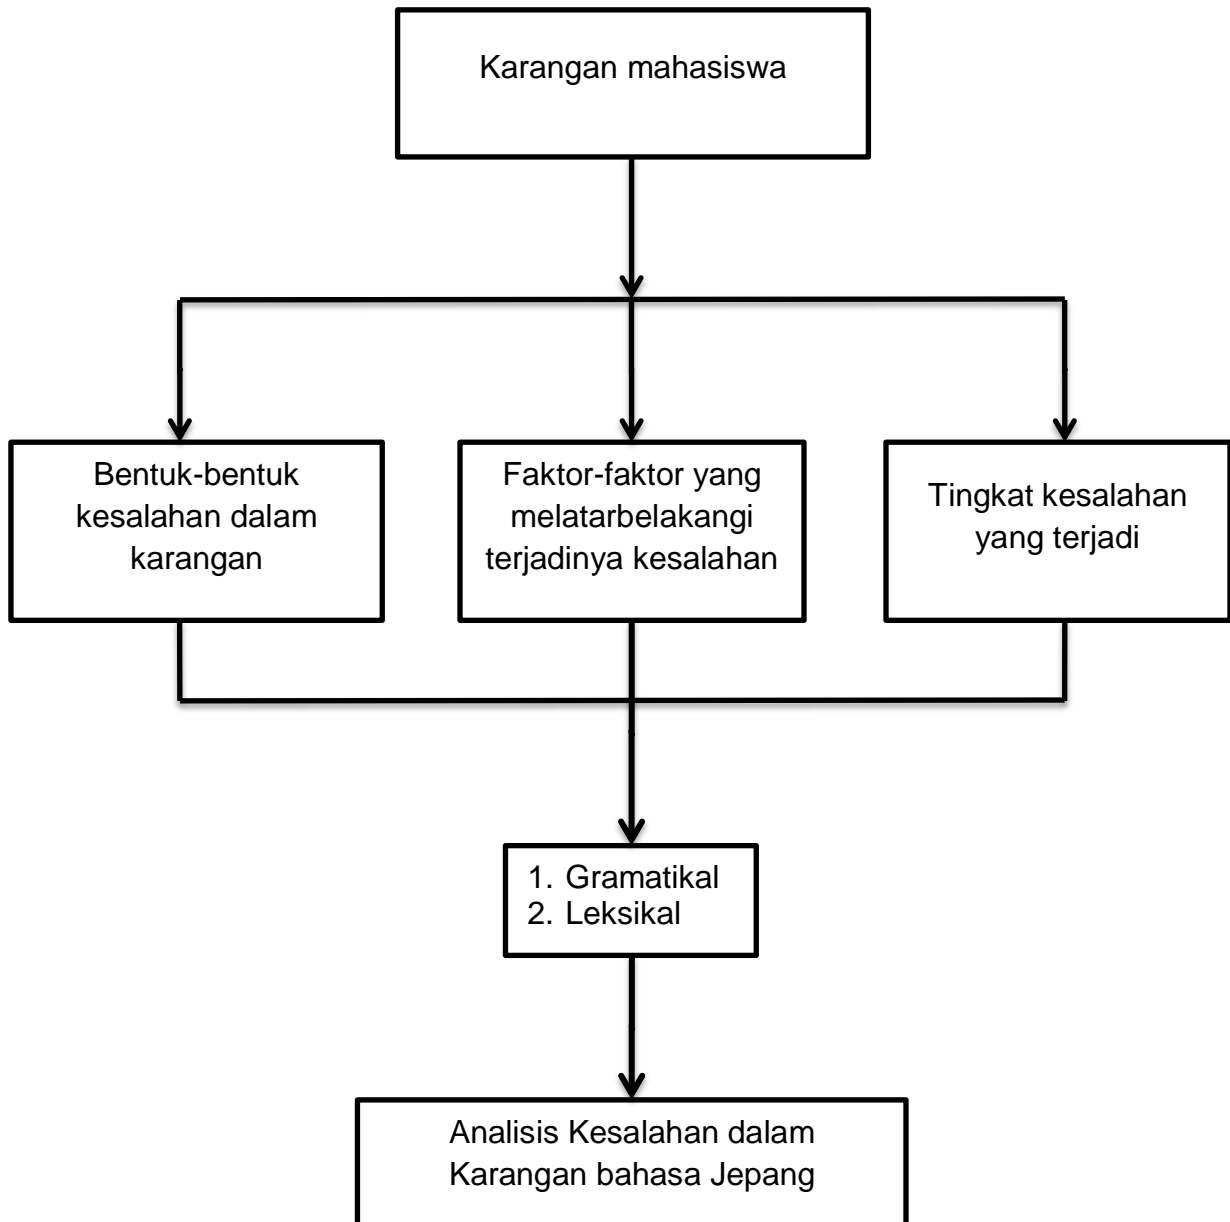 Karangan mahasiswa
Bentuk-bentuk
kesalahan dalam
karangan
Faktor-faktor yang
melatarbelakangi
terjadinya kesalahan
Tingkat kesalahan
yang terjadi
1. Gramatikal
2. Leksikal
Analisis Kesalahan dalam
Karangan bahasa Jepang